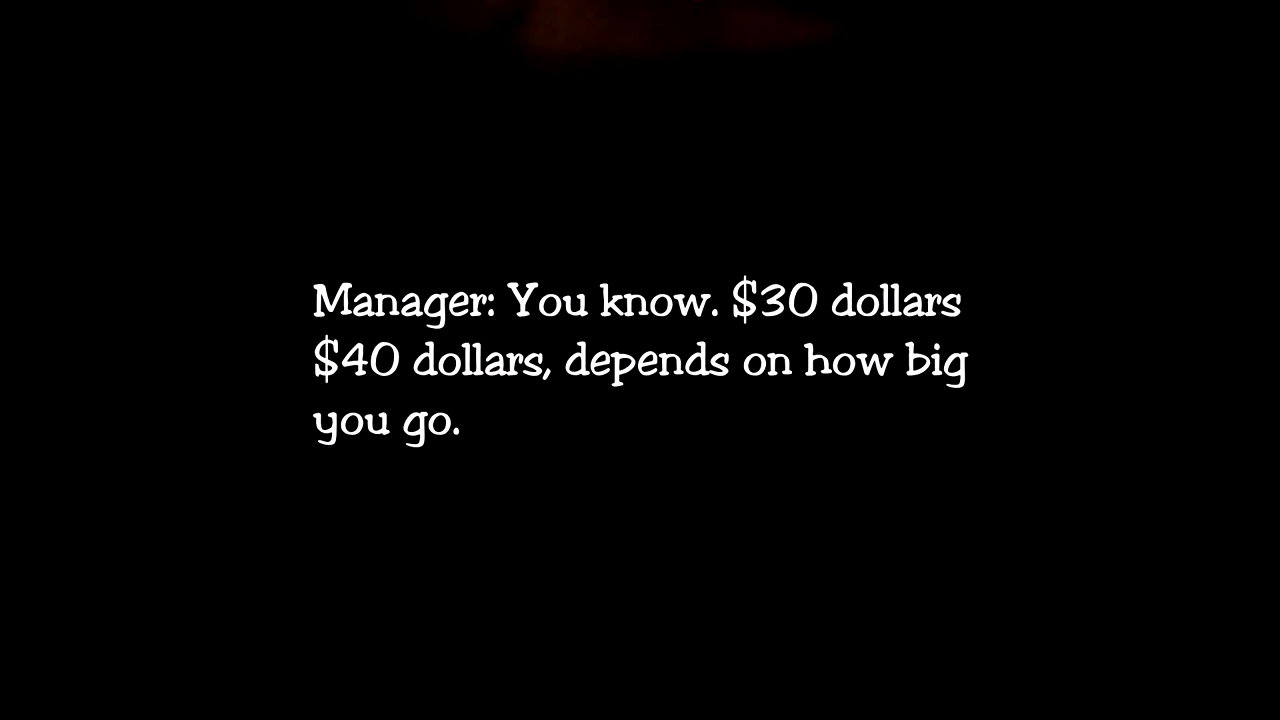 Manager: You know. $30 dollars
$40 dollars, depends on how big
you go.